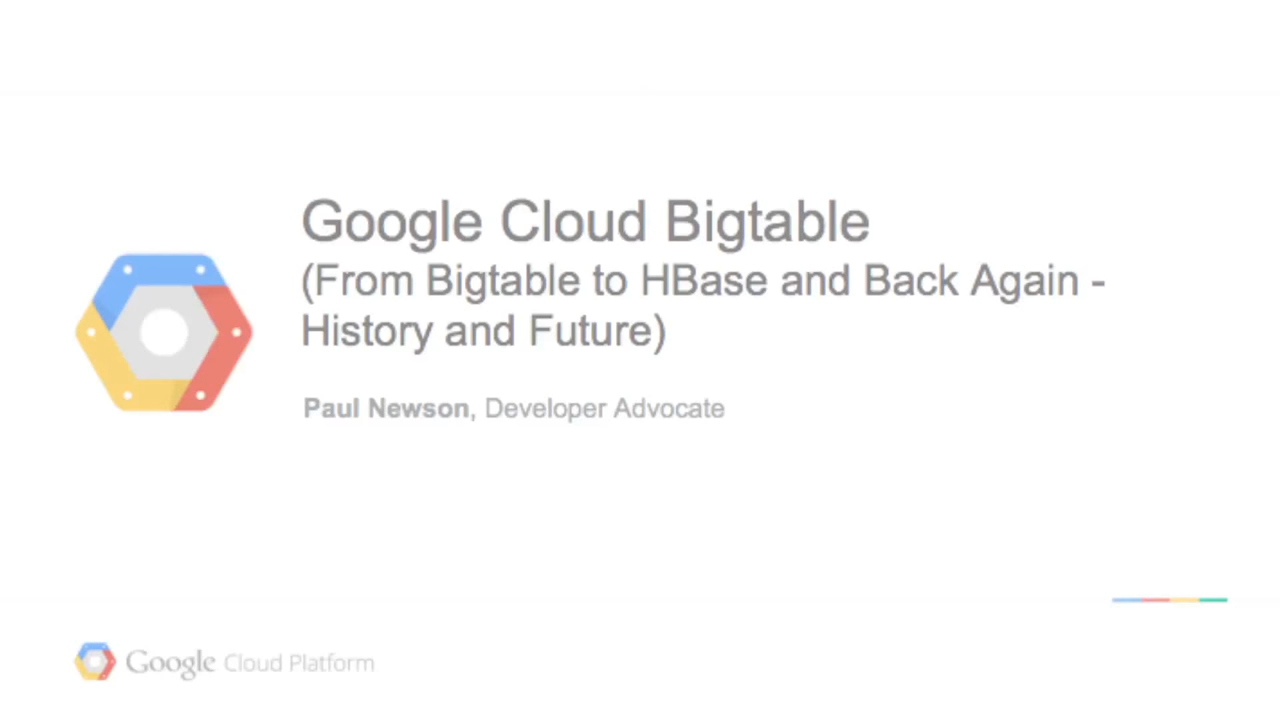 Google Cloud Bigtable
(From Bigtable to HBase and Back Again -
History and Future)
Paul Newson, Developer Advocate
Google Cloud Platform